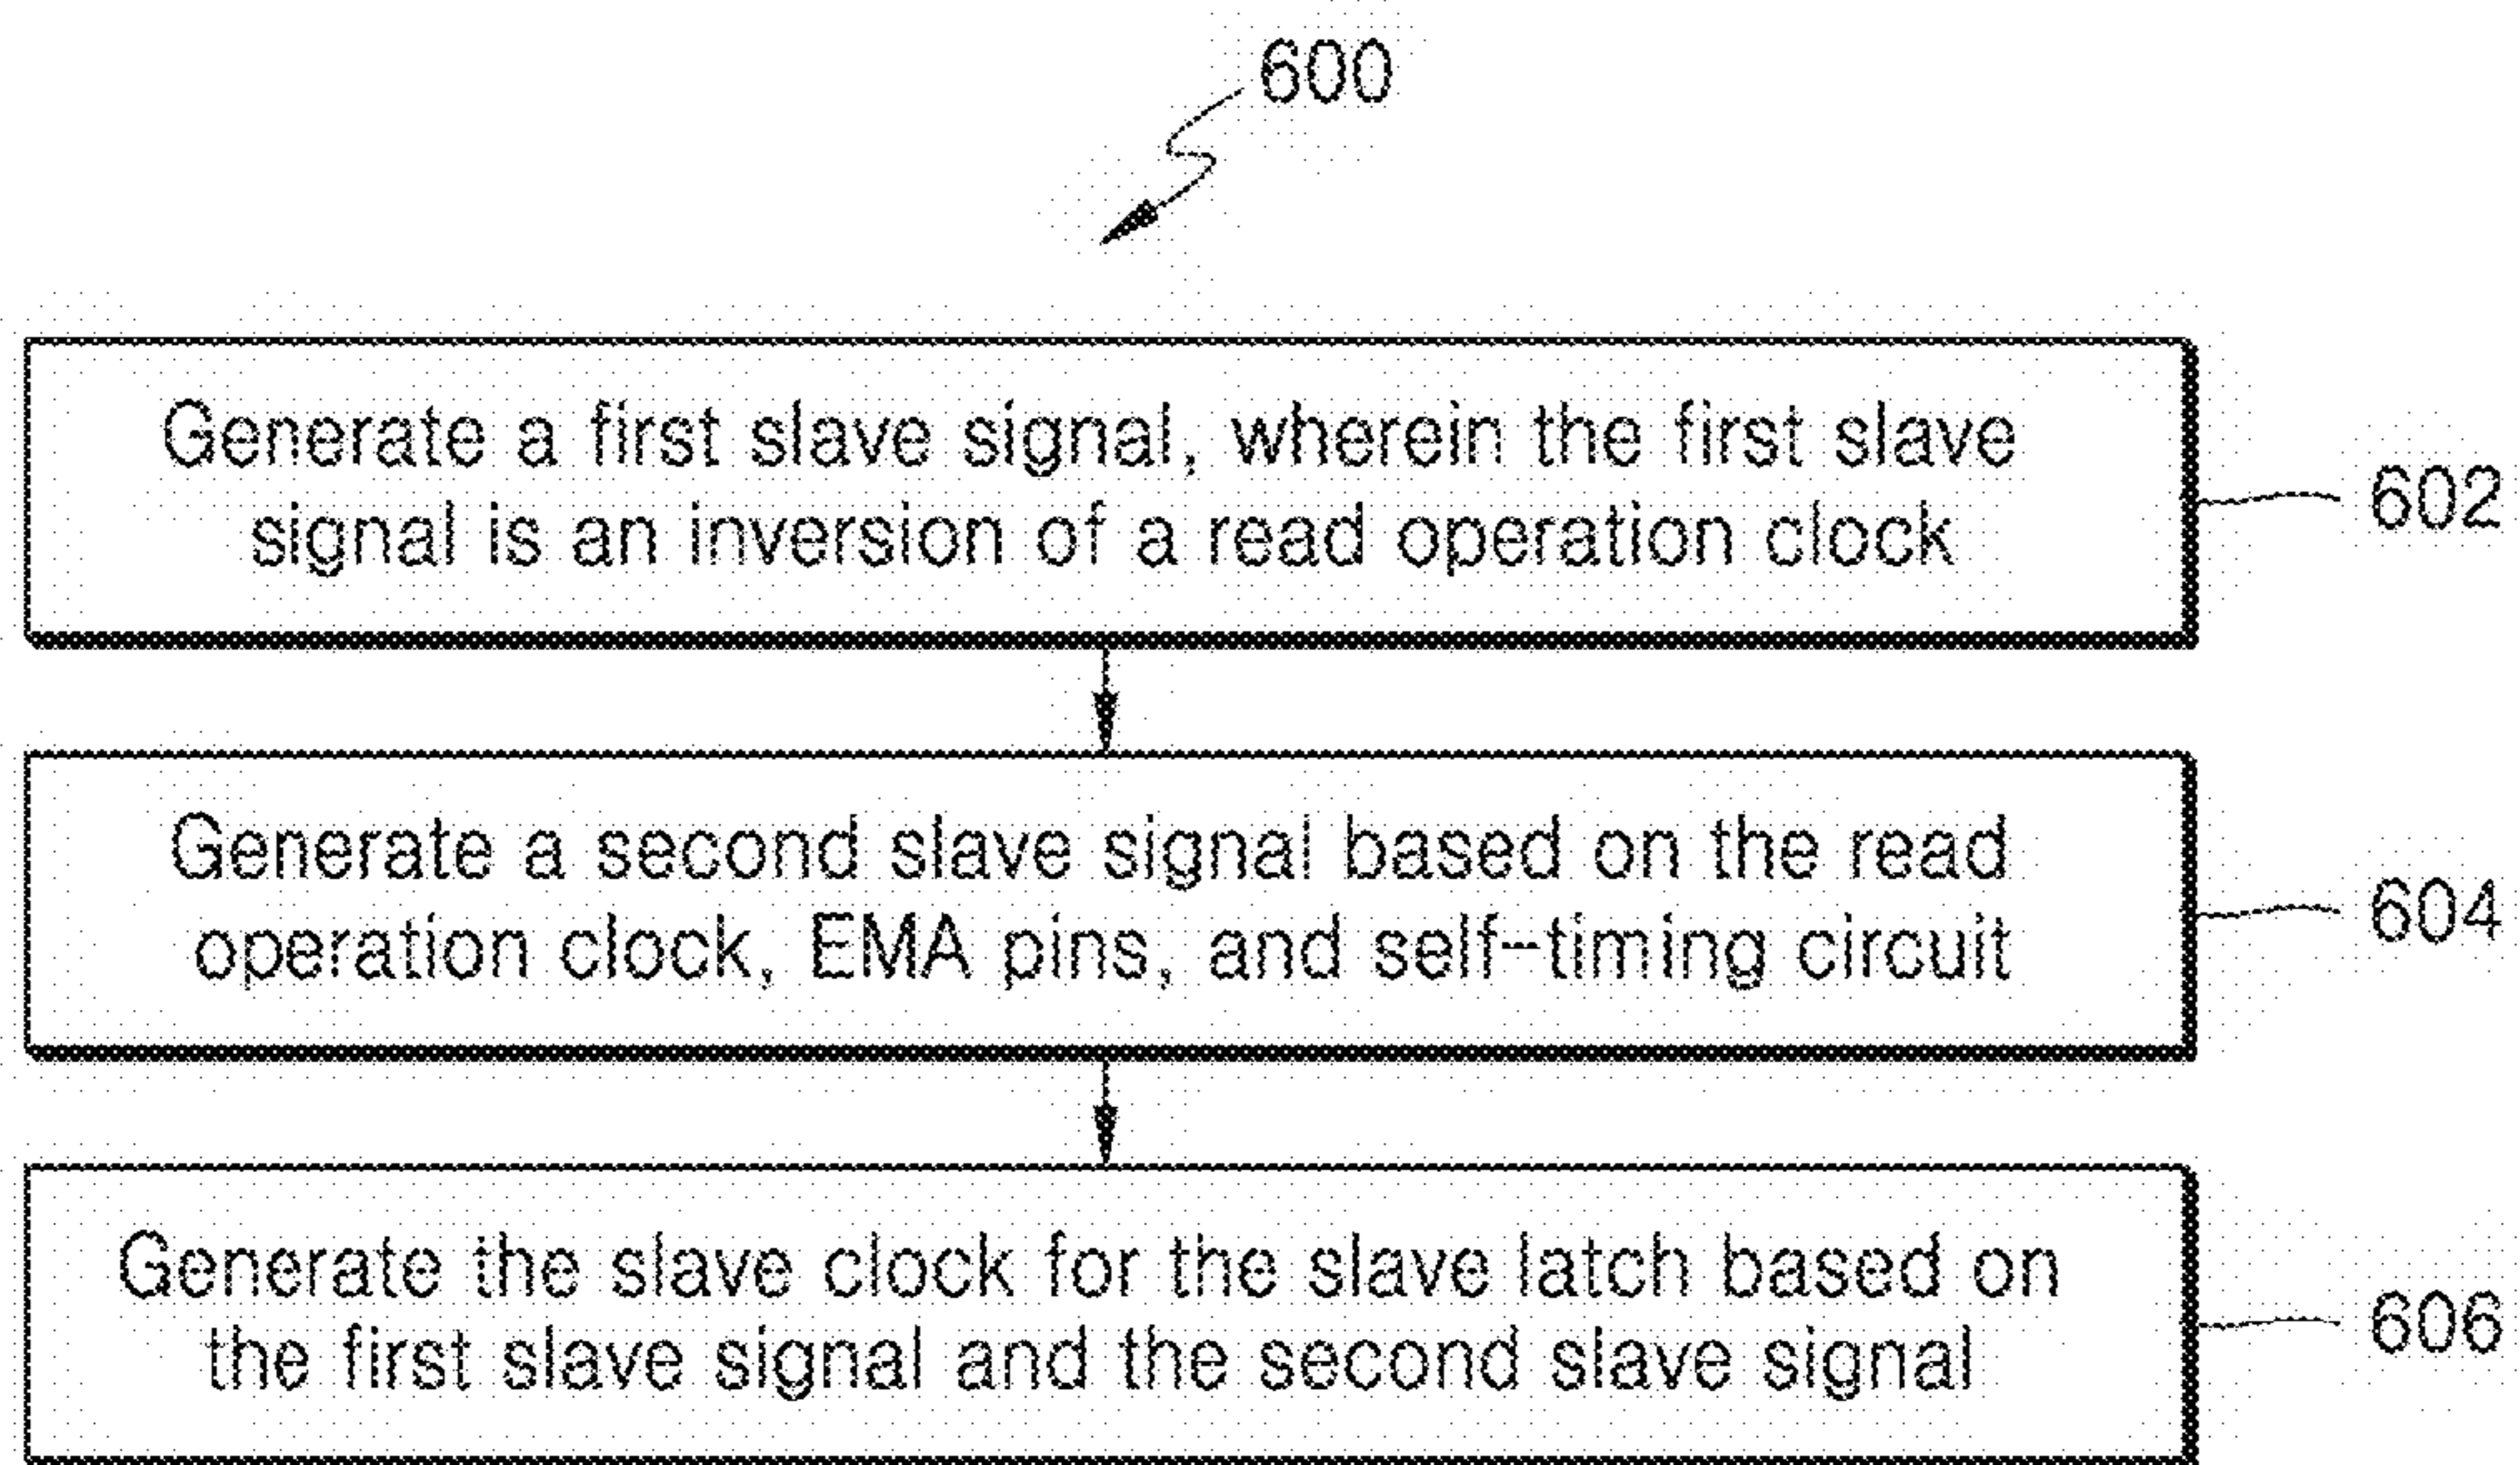 600
Generate a first slave signal, wherein the first slave
signal is an inversion of a read operation clock
602
Generate a second slave signal based on the read
operation clock, EMA pins, and self-timing circuit
604
Generate the slave clock for the slave latch based on
the first slave signal and the second slave signal
606